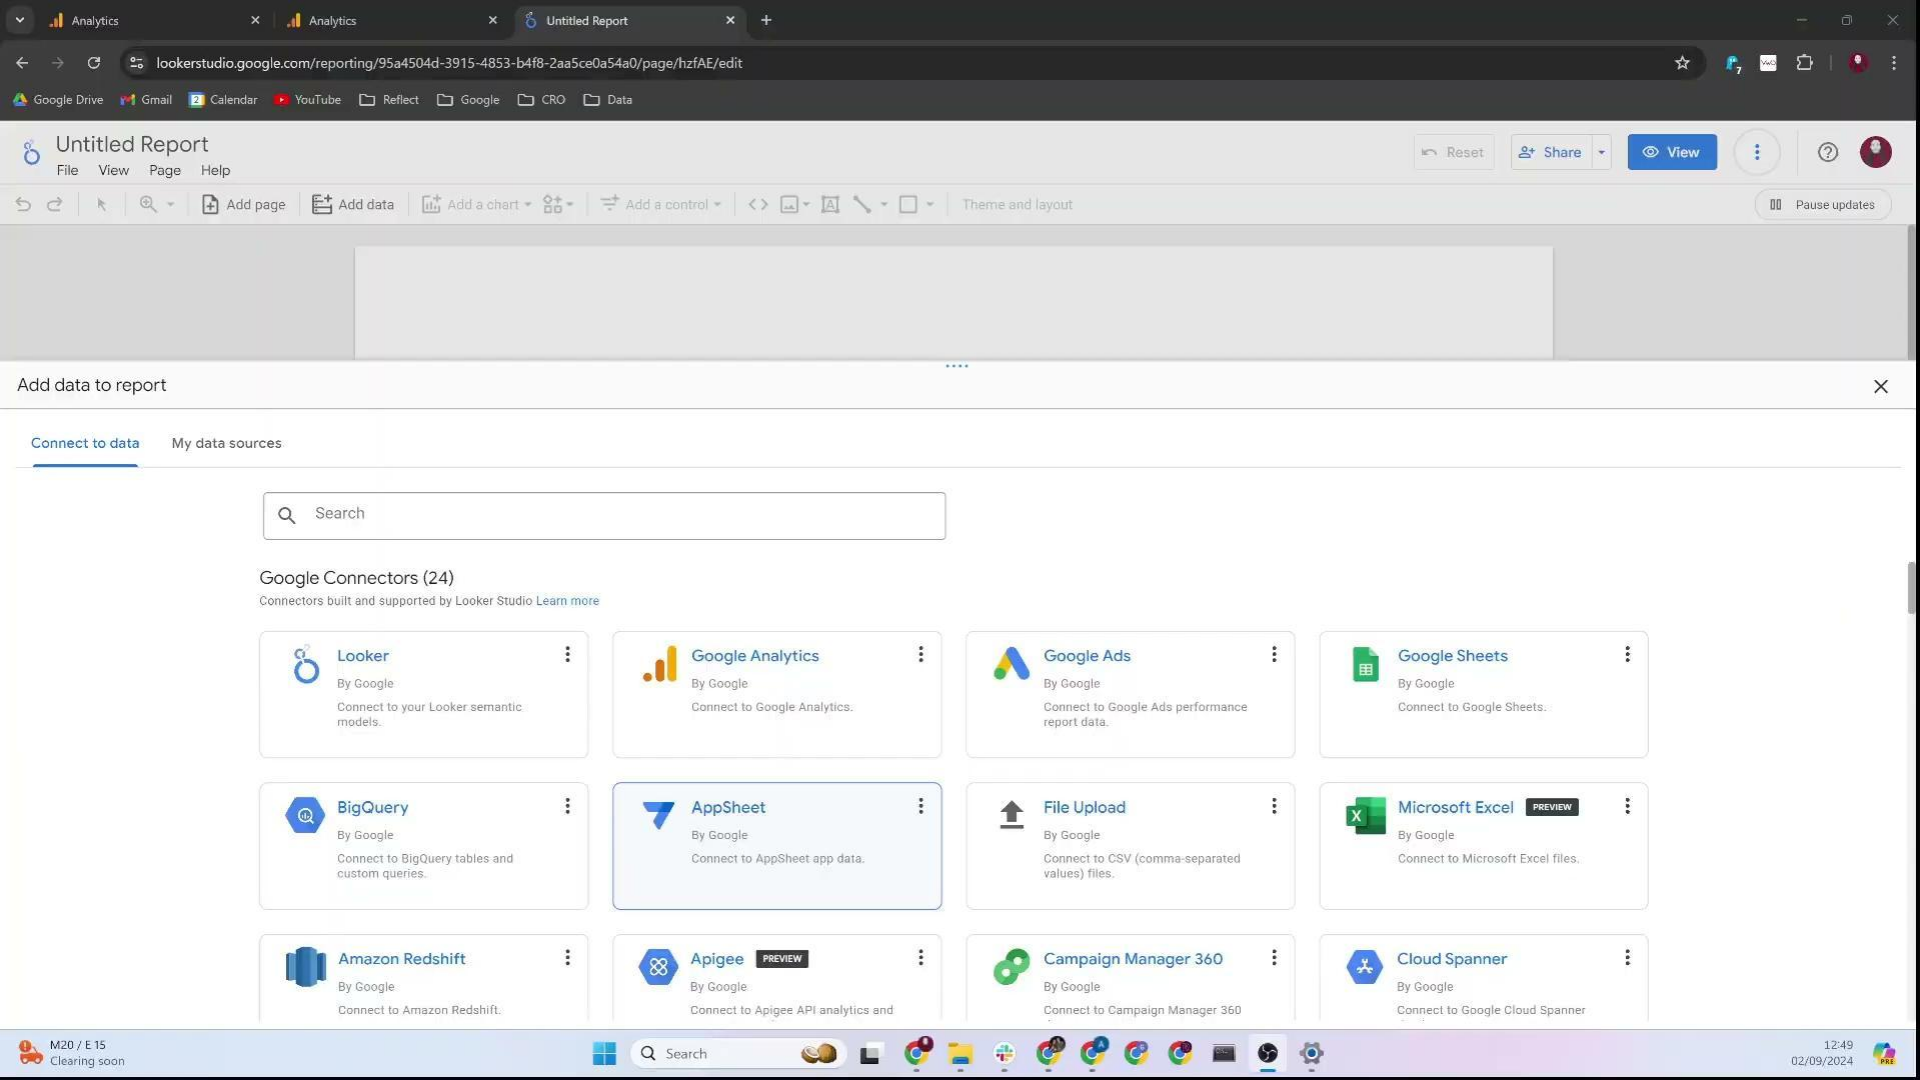 Analytics
Analytics
Untitled Report
lookerstudio.google.com/reporting/95a4504d-3915-4853-b4f8-2aa5ce0a54a0/page/hzfAE/edit
7
Google Drive
Gmail
Calendar
YouTube
Reflect
Google
CRO
Data
Untitled Report
File
View
Page
Help
Reset
Share
View
Add page
Add data
Add a chart
Add a control
Theme and layout
Pause updates
Add data to report
Connect to data
My data sources
Search
Google Connectors (24)
Connectors built and supported by Looker Studio Learn more
Looker
By Google
Connect to your Looker semantic
models.
Google Analytics
By Google
Connect to Google Analytics.
Google Ads
By Google
Connect to Google Ads performance
report data.
Google Sheets
By Google
Connect to Google Sheets.
BigQuery
By Google
Connect to BigQuery tables and
custom queries.
AppSheet
By Google
Connect to AppSheet app data.
File Upload
By Google
Connect to CSV (comma-separated
values) files.
Microsoft Excel PREVIEW
By Google
Connect to Microsoft Excel files.
Amazon Redshift
By Google
Connect to Amazon Redshift.
Apigee PREVIEW
By Google
Connect to Apigee API analytics and
Campaign Manager 360
By Google
Connect to Campaign Manager 360
Cloud Spanner
By Google
Connect to Google Cloud Spanner
M20 / E15
Clearing soon
Search
12:49
02/09/2024
PRE